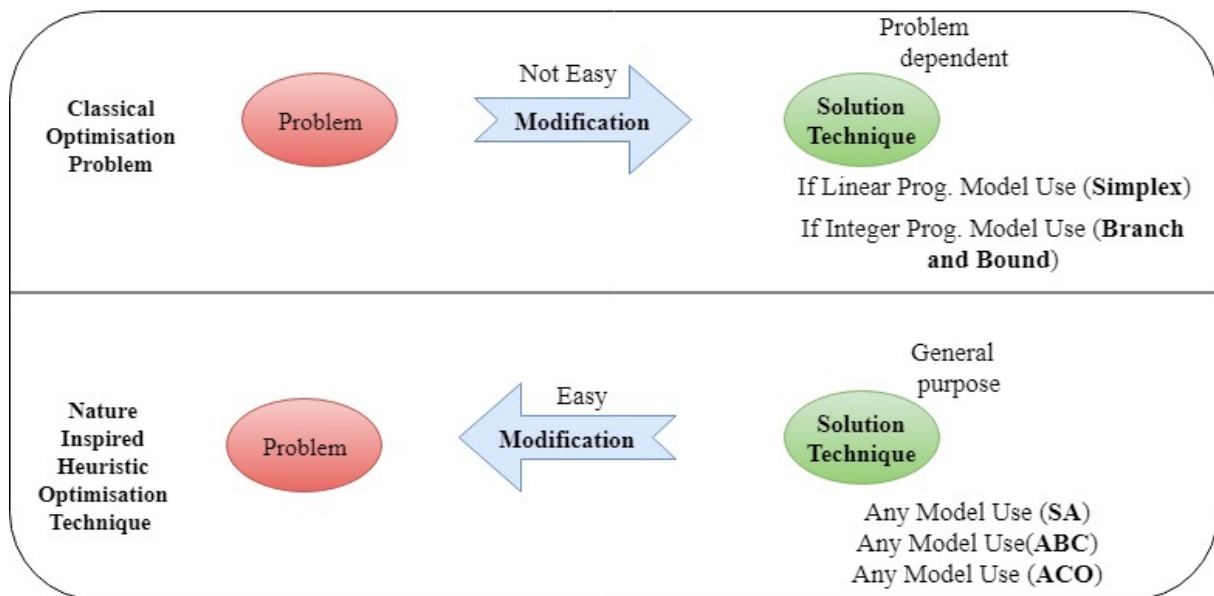 Problem
dependent
Not Easy
Classical
Optimisation
Problem
Problem
Modification
Solution
Technique
If Linear Prog. Model Use (Simplex)
If Integer Prog. Model Use (Branch
and Bound)
General
purpose
Easy
Nature
Inspired
Heuristic
Optimisation
Technique
Problem
Modification
Solution
Technique
Any Model Use (SA)
Any Model Use(ABC)
Any Model Use (ACO)